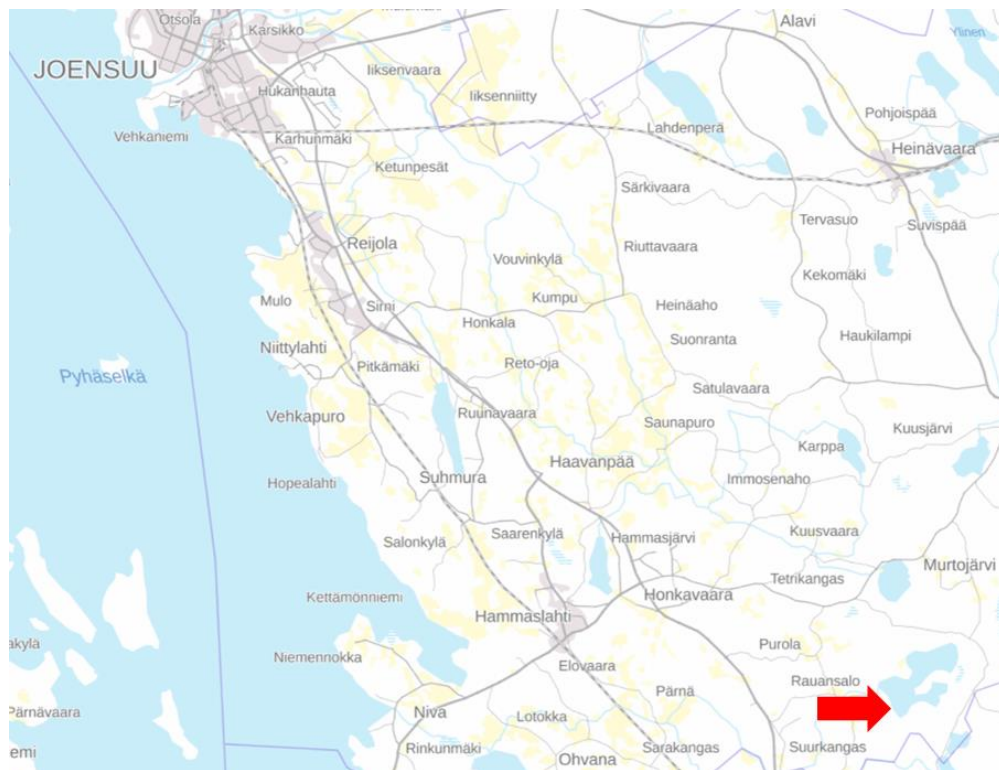 Otsola
Karsikko
Alavi
Ylinen
JOENSUU
Iiksenvaara
Hukanhauta
Iiksenniitty
Pohjoispää
Vehkaniemi
Karhunmäki
Lahdenperä
Heinävaara
Ketunpesät
Särkivaara
Tervasuo
Suvispää
Reijola
Riuttavaara
Vouvinkylä
Kekomäki
Mulo
Sirni
Kumpu
Heinäaho
Honkala
Haukilampi
Niittylahti
Suonranta
Pitkämäki
Reto-oja
Pyhäselkä
Satulavaara
Vehkapuro
Ruunavaara
Saunapuro
Kuusjärvi
Karppa
Haavanpää
Hopealahti
Suhmura
Immosenaho
Salonkylä
Saarenkylä
Hammasjärvi
Kuusvaara
Murtojärvi
Tetrikangas
Kettämönniemi
Honkavaara
Hammaslahti
akylä
Niemennokka
Purola
Elovaara
Rauansalo
Pärnävaara
Niva
Lotokka
Pärnä
emi
Rinkunmäki
Ohvana
Sarakangas
Suurkangas